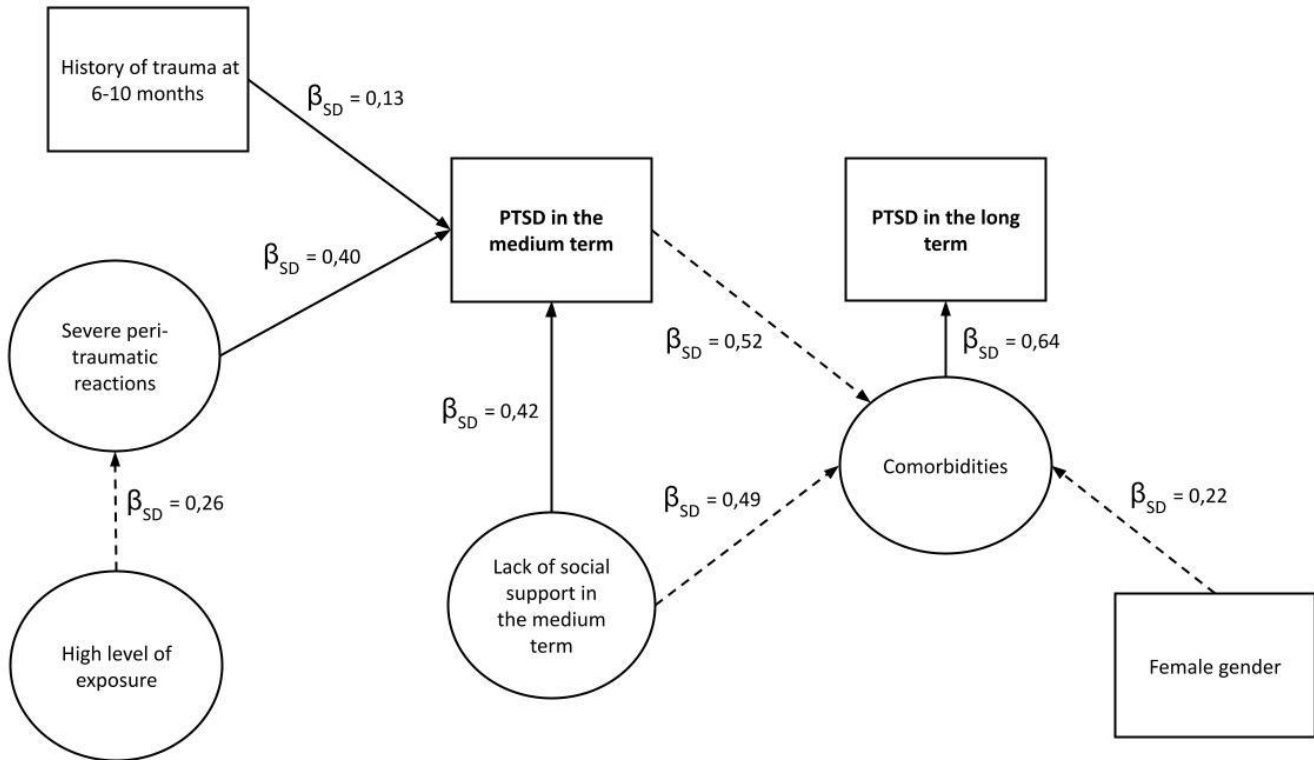 History of trauma at
6-10 months
βSD = 0,13
PTSD in the
medium term
PTSD in the long
term
βSD = 0,40
Severe peri-
traumatic
reactions
βSD = 0,52
βSD = 0,64
βSD = 0,42
Comorbidities
βSD = 0,26
βSD = 0,49
βSD = 0,22
Lack of social
support in
the medium
term
High level of
exposure
Female gender